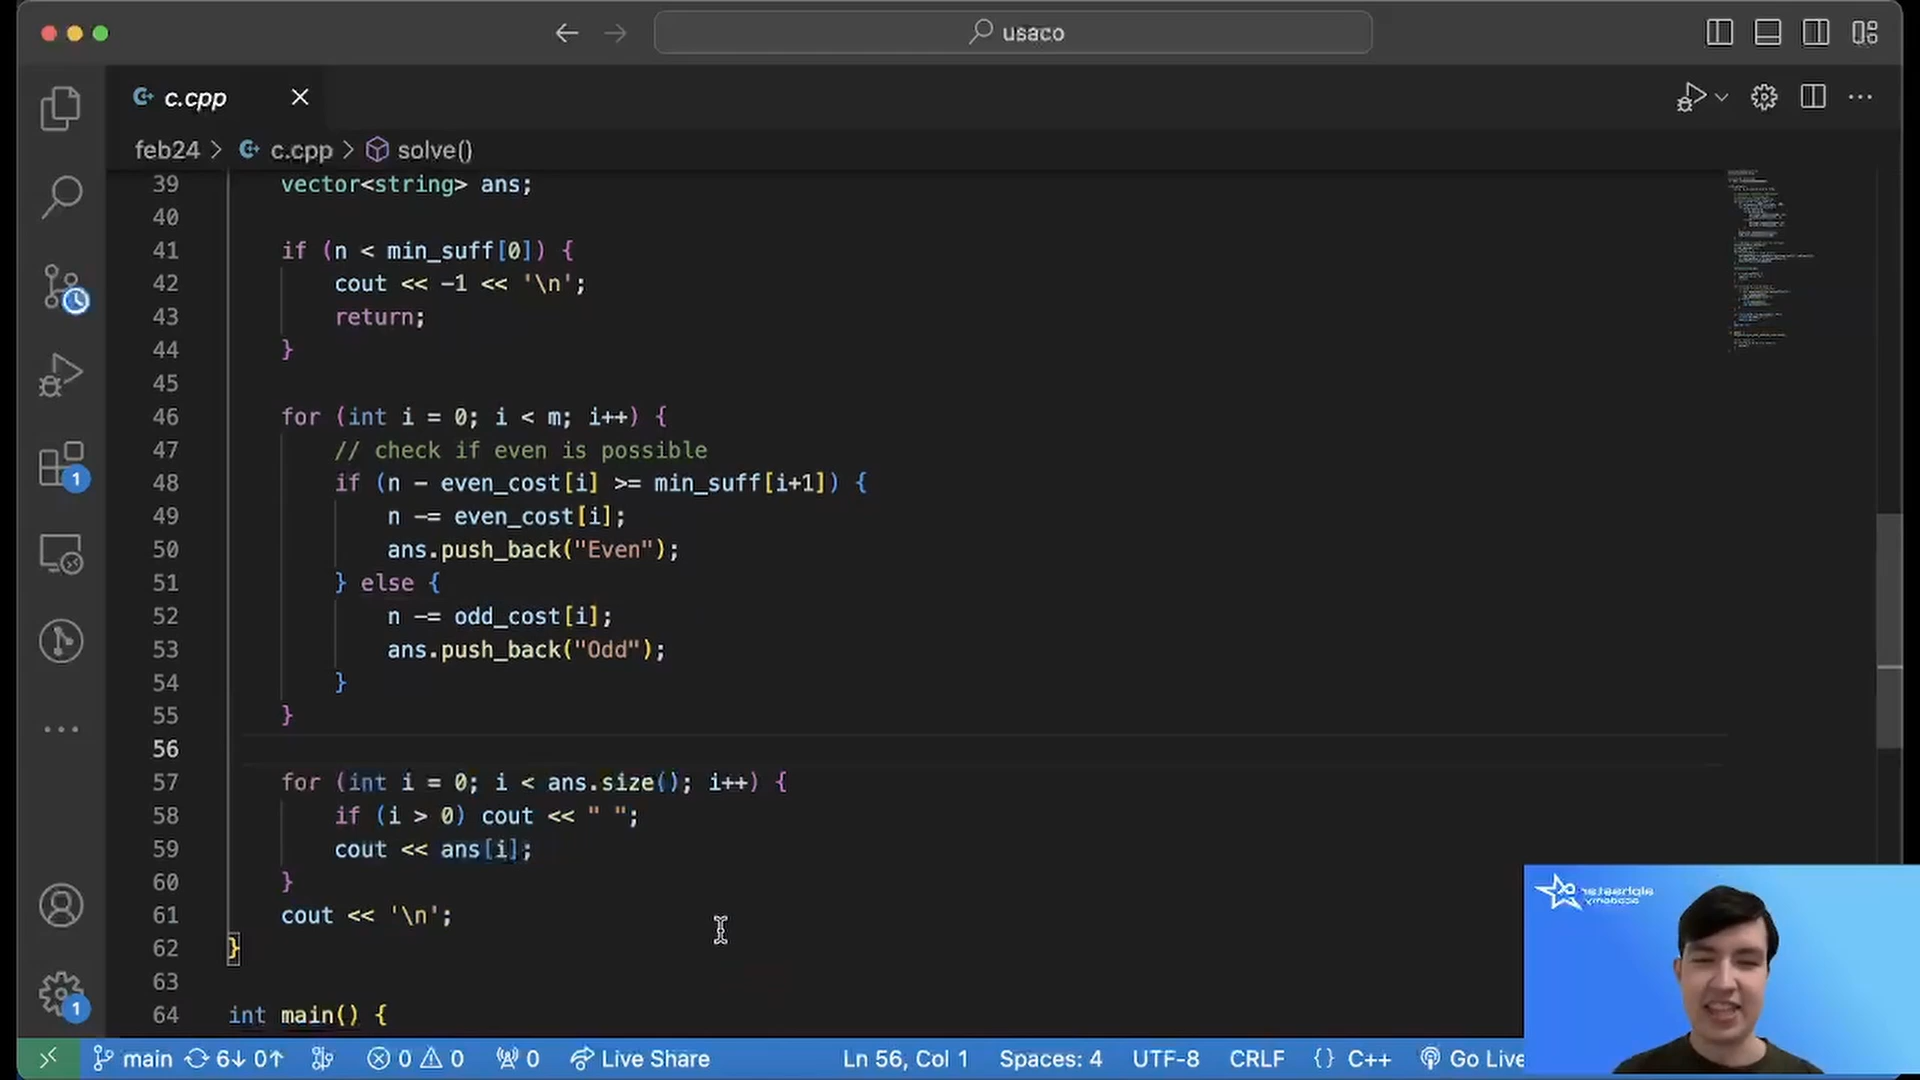 usaco
c.cpp
feb24 > c.cpp > solve()
39 vector<string> ans;
40
41 if (n < min_suff[0]) {
42 cout << -1 << '\n';
43 return;
44 }
45
46 for (int i = 0; i < m; i++) {
47 // check if even is possible
48 if (n - even_cost[i] >= min_suff[i+1]) {
49 n -= even_cost[i];
50 ans.push_back("Even");
51 } else {
52 n -= odd_cost[i];
53 ans.push_back("Odd");
54 }
55 }
56
57 for (int i = 0; i < ans.size(); i++) {
58 if (i > 0) cout << " ";
59 cout << ans[i];
60 }
61 cout << '\n';
62 }
63
64 int main() {
1
1
alphastar
academy
main 6↓ 0↑ 0 0 0 Live Share Ln 56, Col 1 Spaces: 4 UTF-8 CRLF {} C++ Go Live